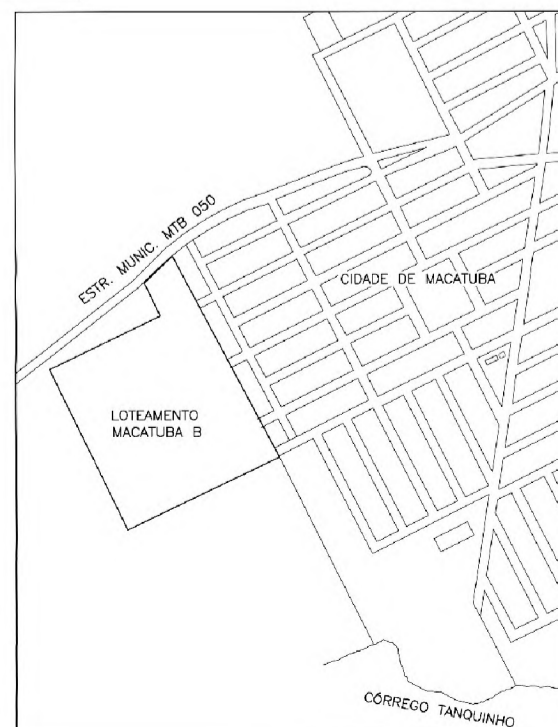 ESTR. MUNIC. MTB 050
CIDADE DE MACATUBA
LOTEAMENTO
MACATUBA B
CÓRREGO TANQUINHO